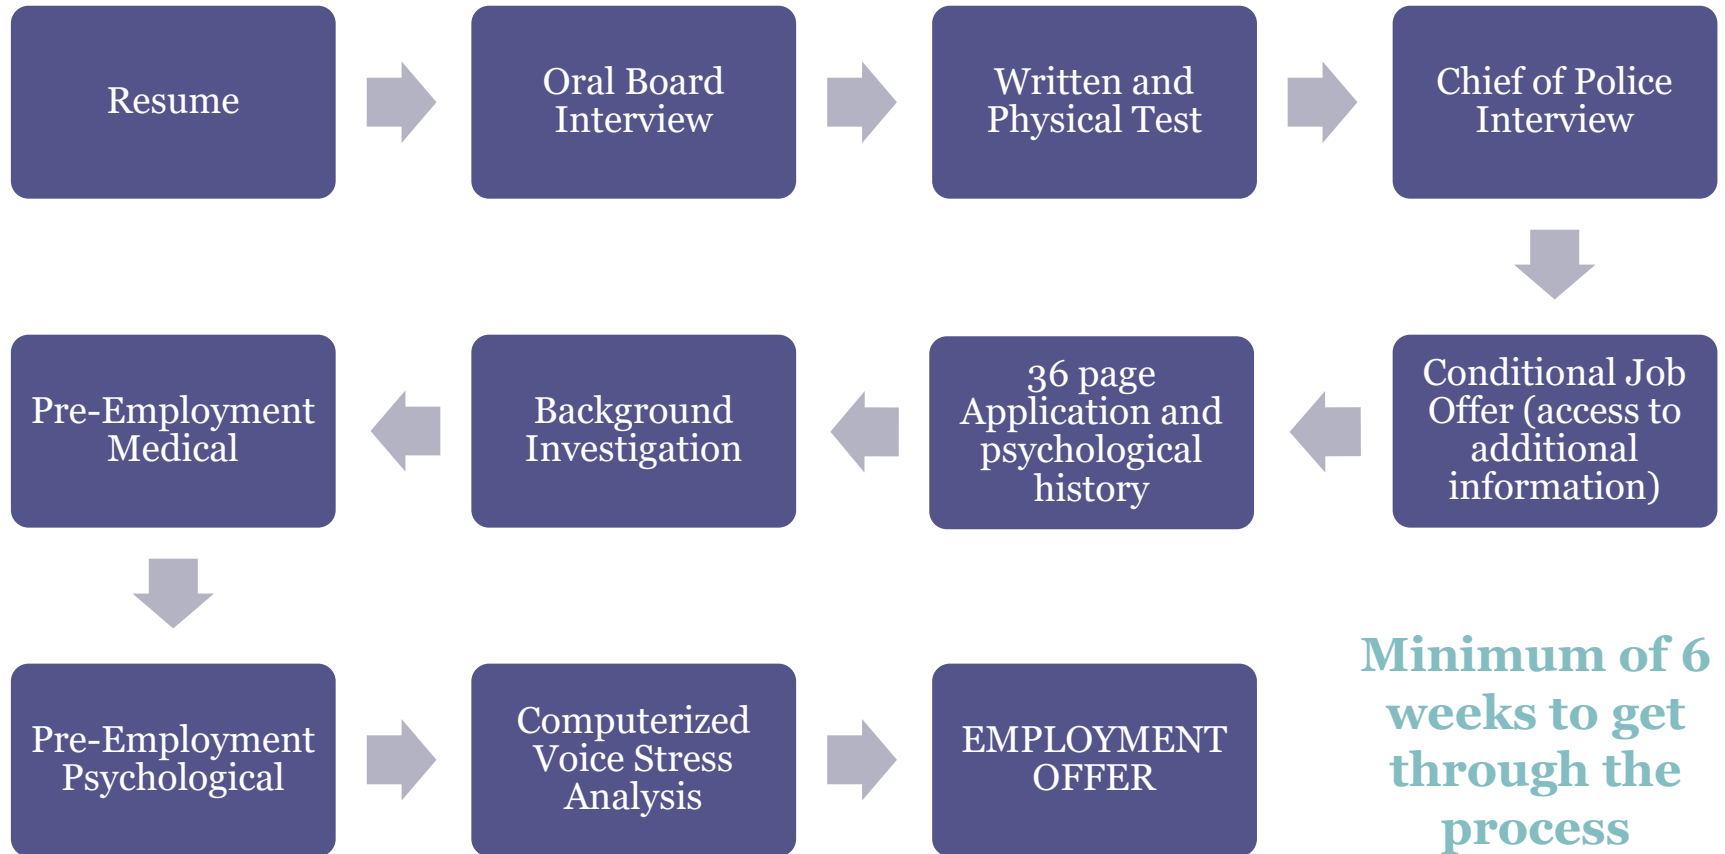 Resume
Oral Board
Interview
Written and
Physical Test
Chief of Police
Interview
Conditional Job
Offer (access to
additional
information)
36 page
Application and
psychological
history
Background
Investigation
Pre-Employment
Medical
Pre-Employment
Psychological
Computerized
Voice Stress
Analysis
EMPLOYMENT
OFFER
Minimum of 6
weeks to get
through the
process